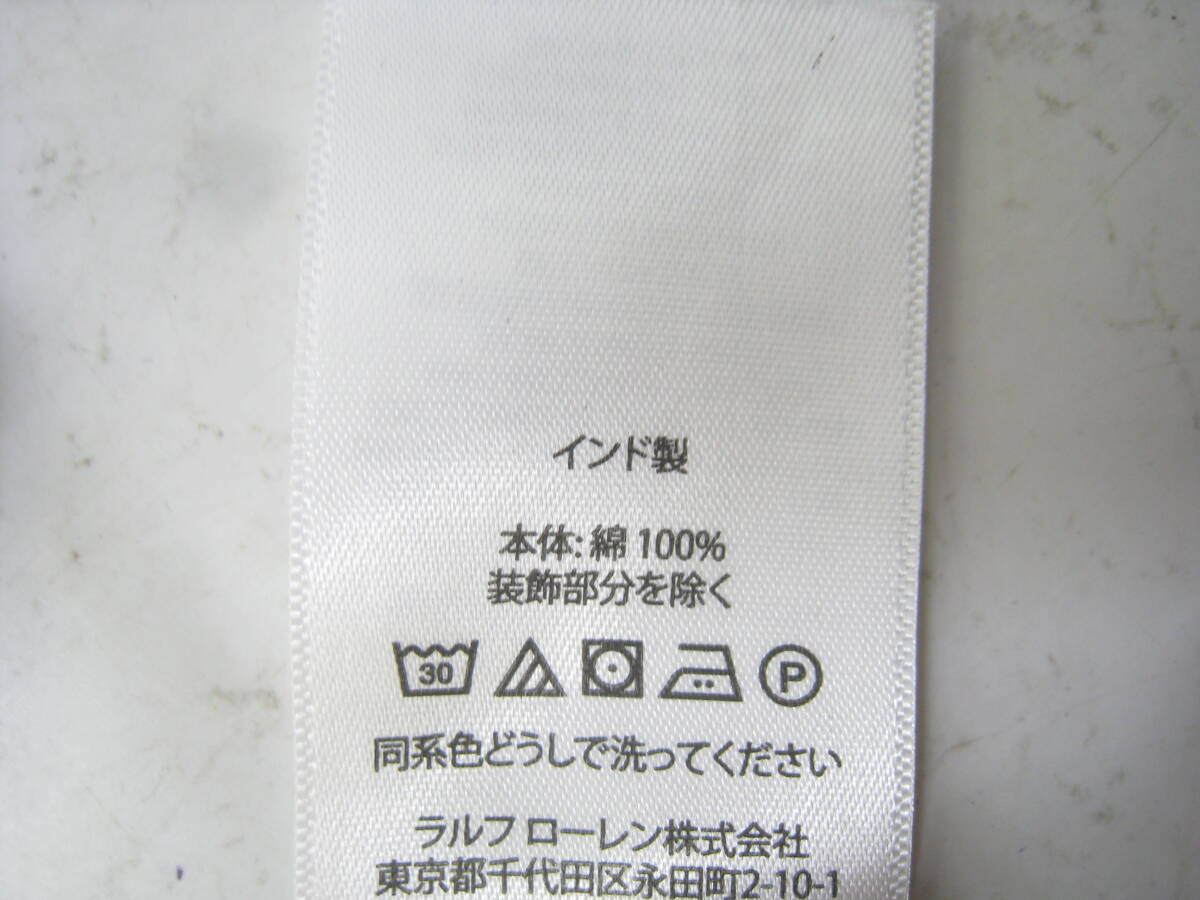 インド製
本体: 綿 100%
装飾部分を除く
30 P
同系色どうしで洗ってください
ラルフ ローレン株式会社
東京都千代田区永田町2-10-1